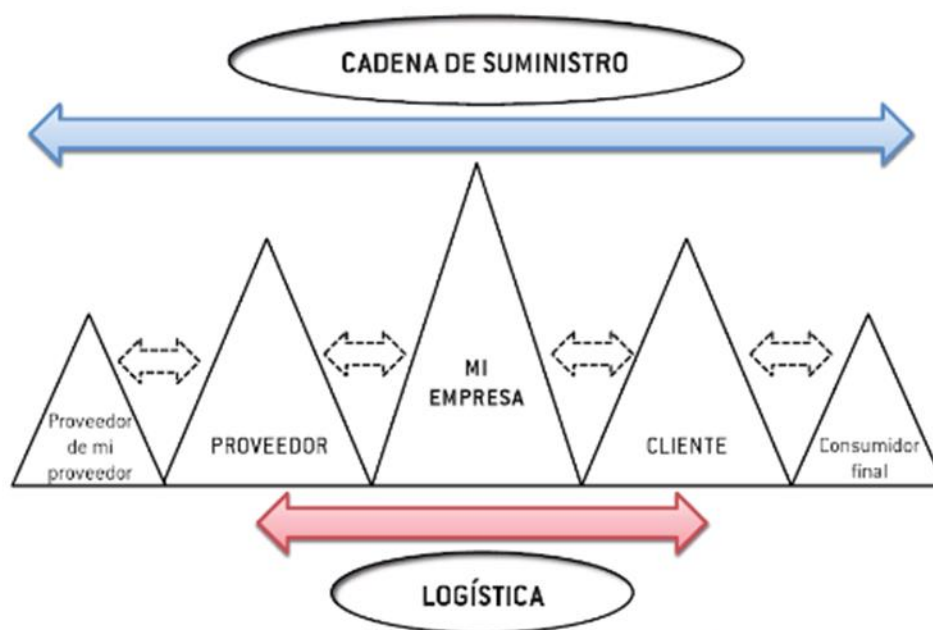 CADENA DE SUMINISTRO
Proveedor
de mi
proveedor
PROVEEDOR
MI
EMPRESA
CLIENTE
Consumidor
final
LOGÍSTICA